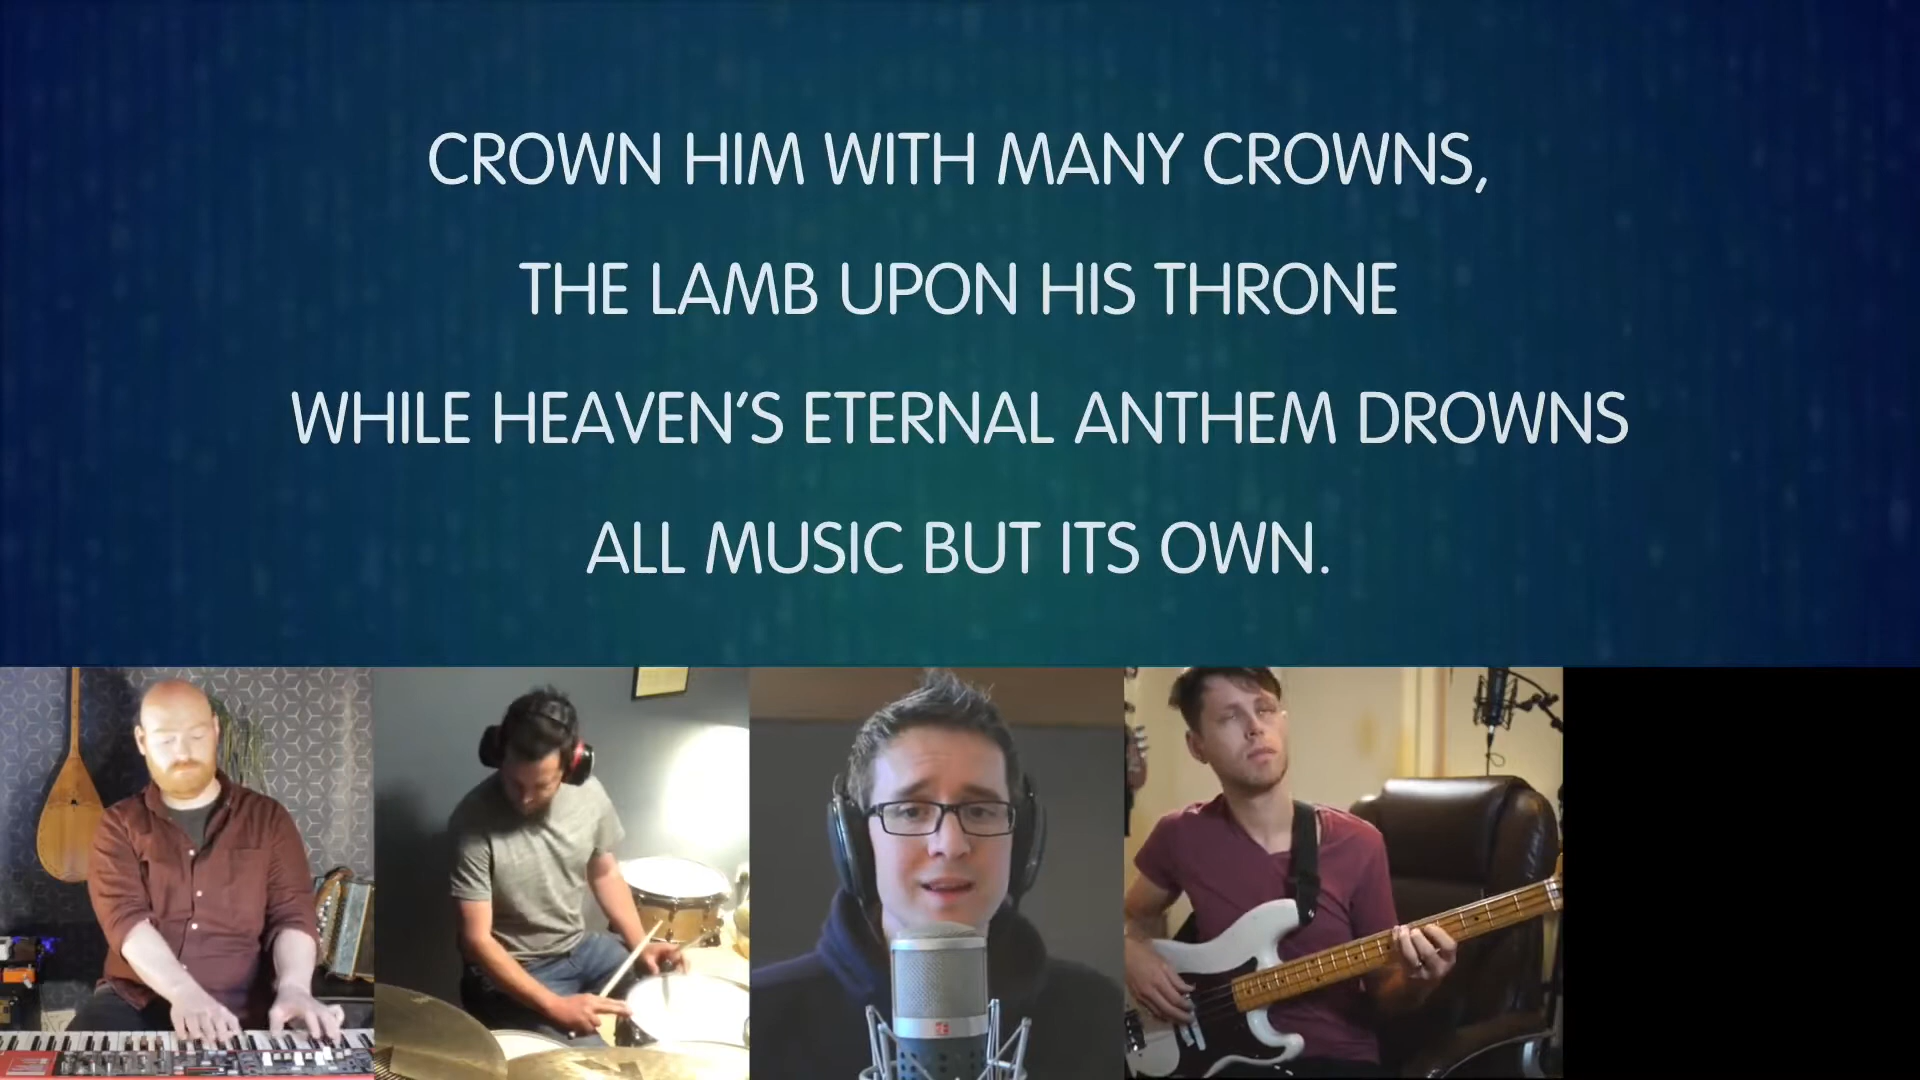 CROWN HIM WITH MANY CROWNS,
THE LAMB UPON HIS THRONE
WHILE HEAVEN'S ETERNAL ANTHEM DROWNS
ALL MUSIC BUT ITS OWN.